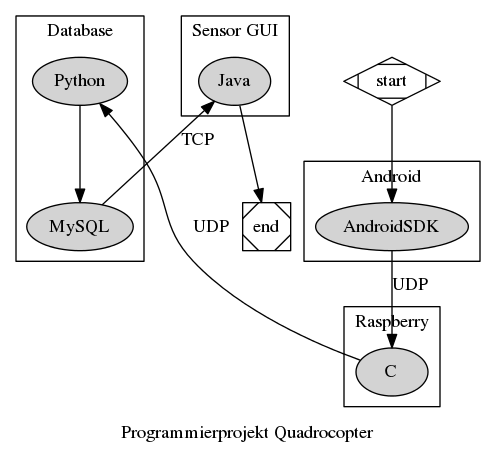 Database
Sensor GUI
Python
Java
start
TCP
Android
MySQL
UDP
end
AndroidSDK
UDP
Raspberry
C
Programmierprojekt Quadrocopter